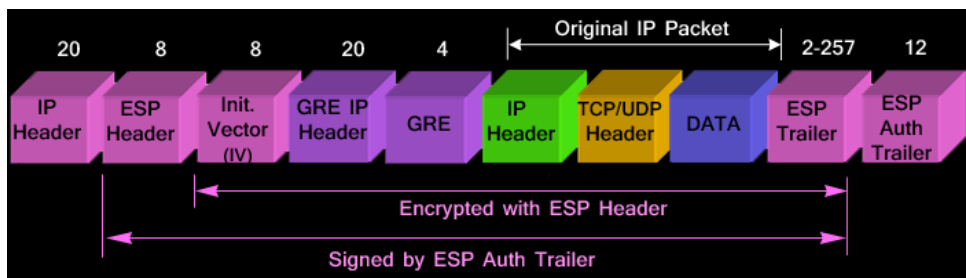 20 8 8 20 4 Original IP Packet 2-257 12
IP Header
ESP Header
Init. Vector (IV)
GRE IP Header
GRE
IP Header
TCP/UDP Header
DATA
ESP Trailer
ESP Auth Trailer
Encrypted with ESP Header
Signed by ESP Auth Trailer